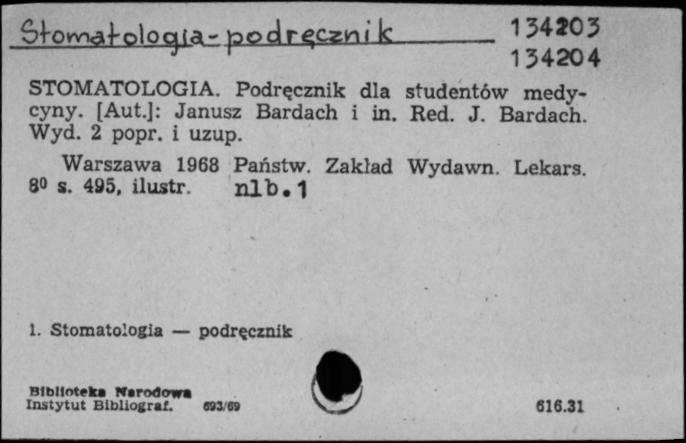 Stomatologia-podręcznik 134203
134204
STOMATOLOGIA. Podręcznik dla studentów medy-
cyny. [Aut.]: Janusz Bardach i in. Red. J. Bardach.
Wyd. 2 popr. i uzup.
Warszawa 1968 Państw. Zakład Wydawn. Lekars.
8⁰ s. 495, ilustr. nlb.1
1. Stomatologia — podręcznik
Biblioteka Narodowa
Instytut Bibliograf. 693/69 616.31